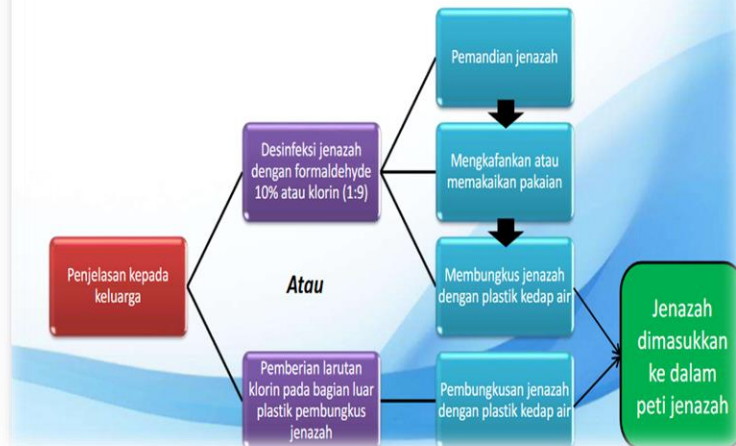 Penjelasan kepada
keluarga
Desinfeksi jenazah
dengan formaldehyde
10% atau klorin (1:9)
Pemandian jenazah
Mengkafankan atau
memakaikan pakaian
Membungkus jenazah
dengan plastik kedap air
Atau
Pemberian larutan
klorin pada bagian luar
plastik pembungkus
jenazah
Pembungkusan jenazah
dengan plastik kedap air
Jenazah
dimasukkan
ke dalam
peti jenazah